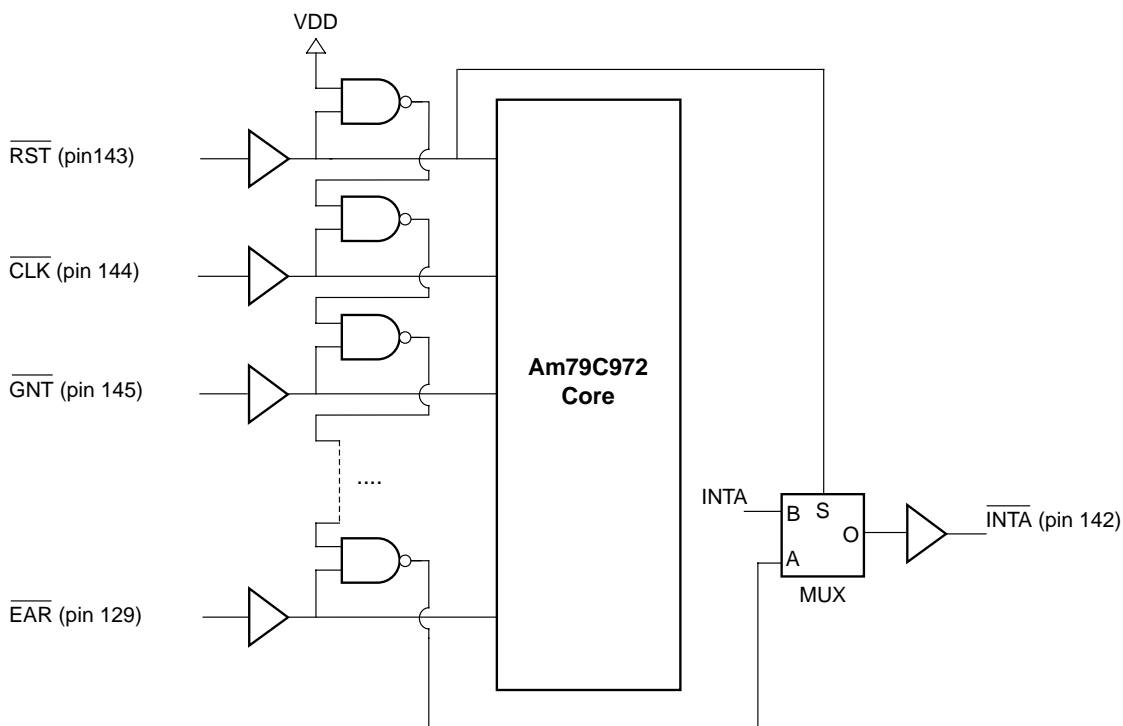 VDD
RST (pin143)
CLK (pin 144)
GNT (pin 145)
....
EAR (pin 129)
Am79C972
Core
INTA
B
S
O
A
MUX
INTA (pin 142)